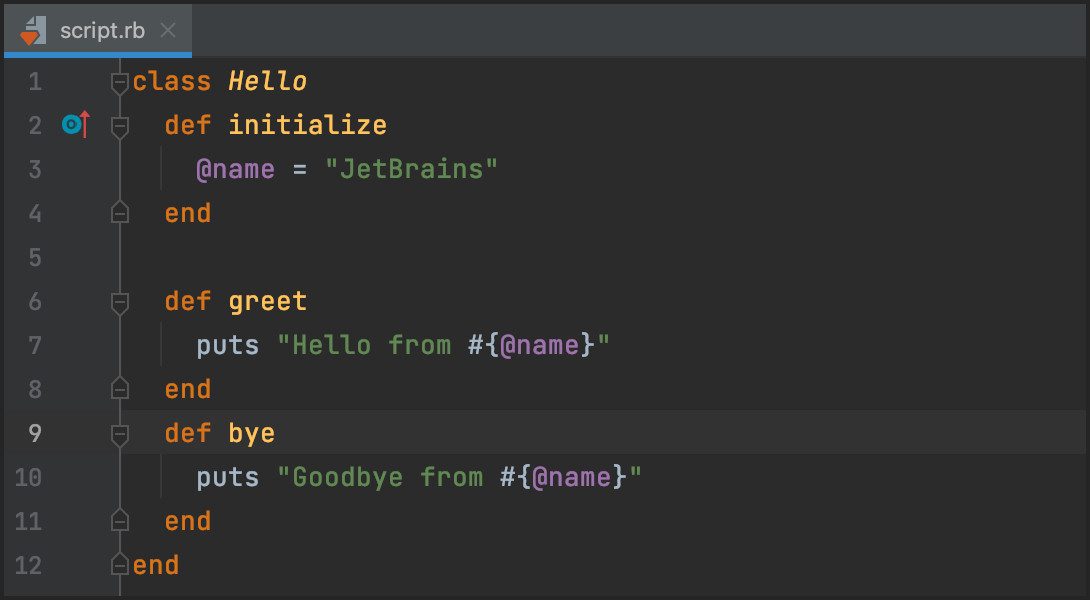 script.rb
1 class Hello
2   def initialize
3     @name = "JetBrains"
4   end
5
6   def greet
7     puts "Hello from #{@name}"
8   end
9   def bye
10     puts "Goodbye from #{@name}"
11   end
12 end